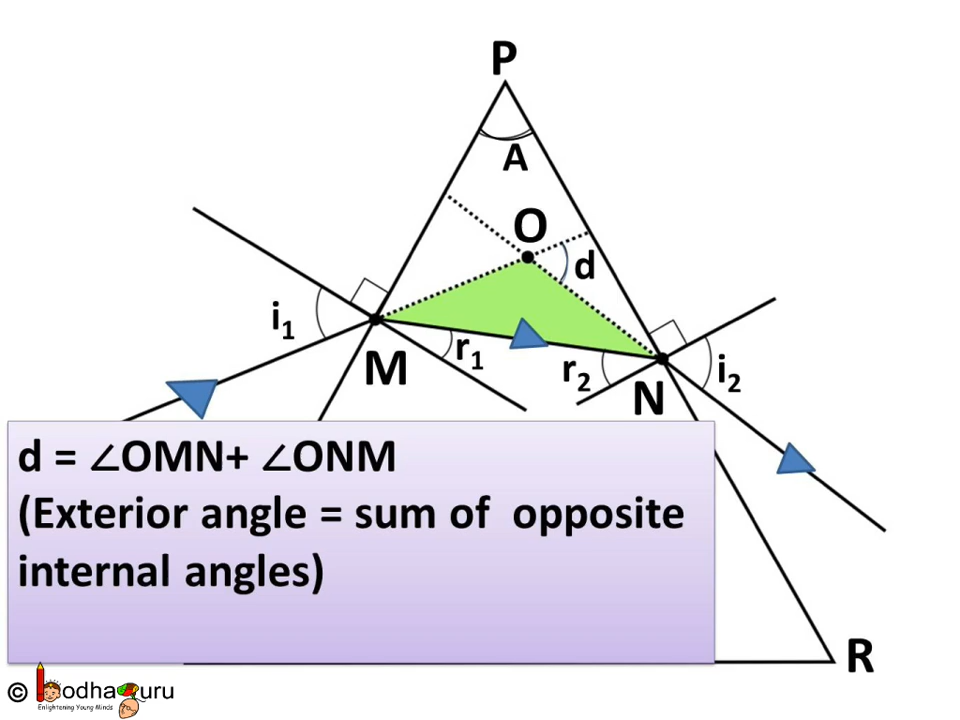 P
A
O
d
i1
r1
M
r2
i2
N
d = ∠OMN+ ∠ONM
(Exterior angle = sum of opposite
internal angles)
R
© BodhaGuru
Enlightening Young Minds